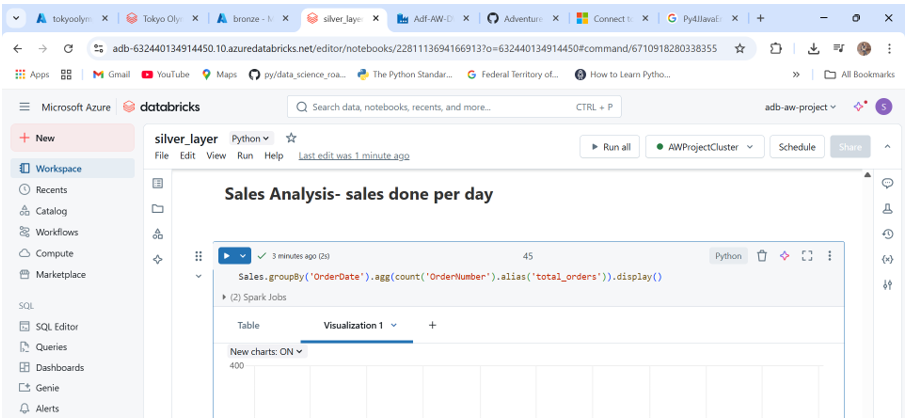 tokyoolym
Tokyo Olyn
bronze - M
silver_layer
Adf-AW-D
Adventure
Connect to
Py4JJavaEr
adb-632440134914450.10.azuredatabricks.net/editor/notebooks/2281113694166913?o=632440134914450#command/6710918280338355
Apps
Gmail
YouTube
Maps
py/data_science_roa...
The Python Standar...
Federal Territory of...
How to Learn Pytho...
»
All Bookmarks
Microsoft Azure
databricks
Search data, notebooks, recents, and more...
CTRL + P
adb-aw-project
S
New
Workspace
Recents
Catalog
Workflows
Compute
Marketplace
SQL
SQL Editor
Queries
Dashboards
Genie
Alerts
silver_layer
Python
File Edit View Run Help Last edit was 1 minute ago
Run all
AWProjectCluster
Schedule
Share
Sales Analysis- sales done per day
3 minutes ago (2s)
45
Python
Sales.groupBy('OrderDate').agg(count('OrderNumber').alias('total_orders')).display()
(2) Spark Jobs
Table
Visualization 1
+
New charts: ON
400